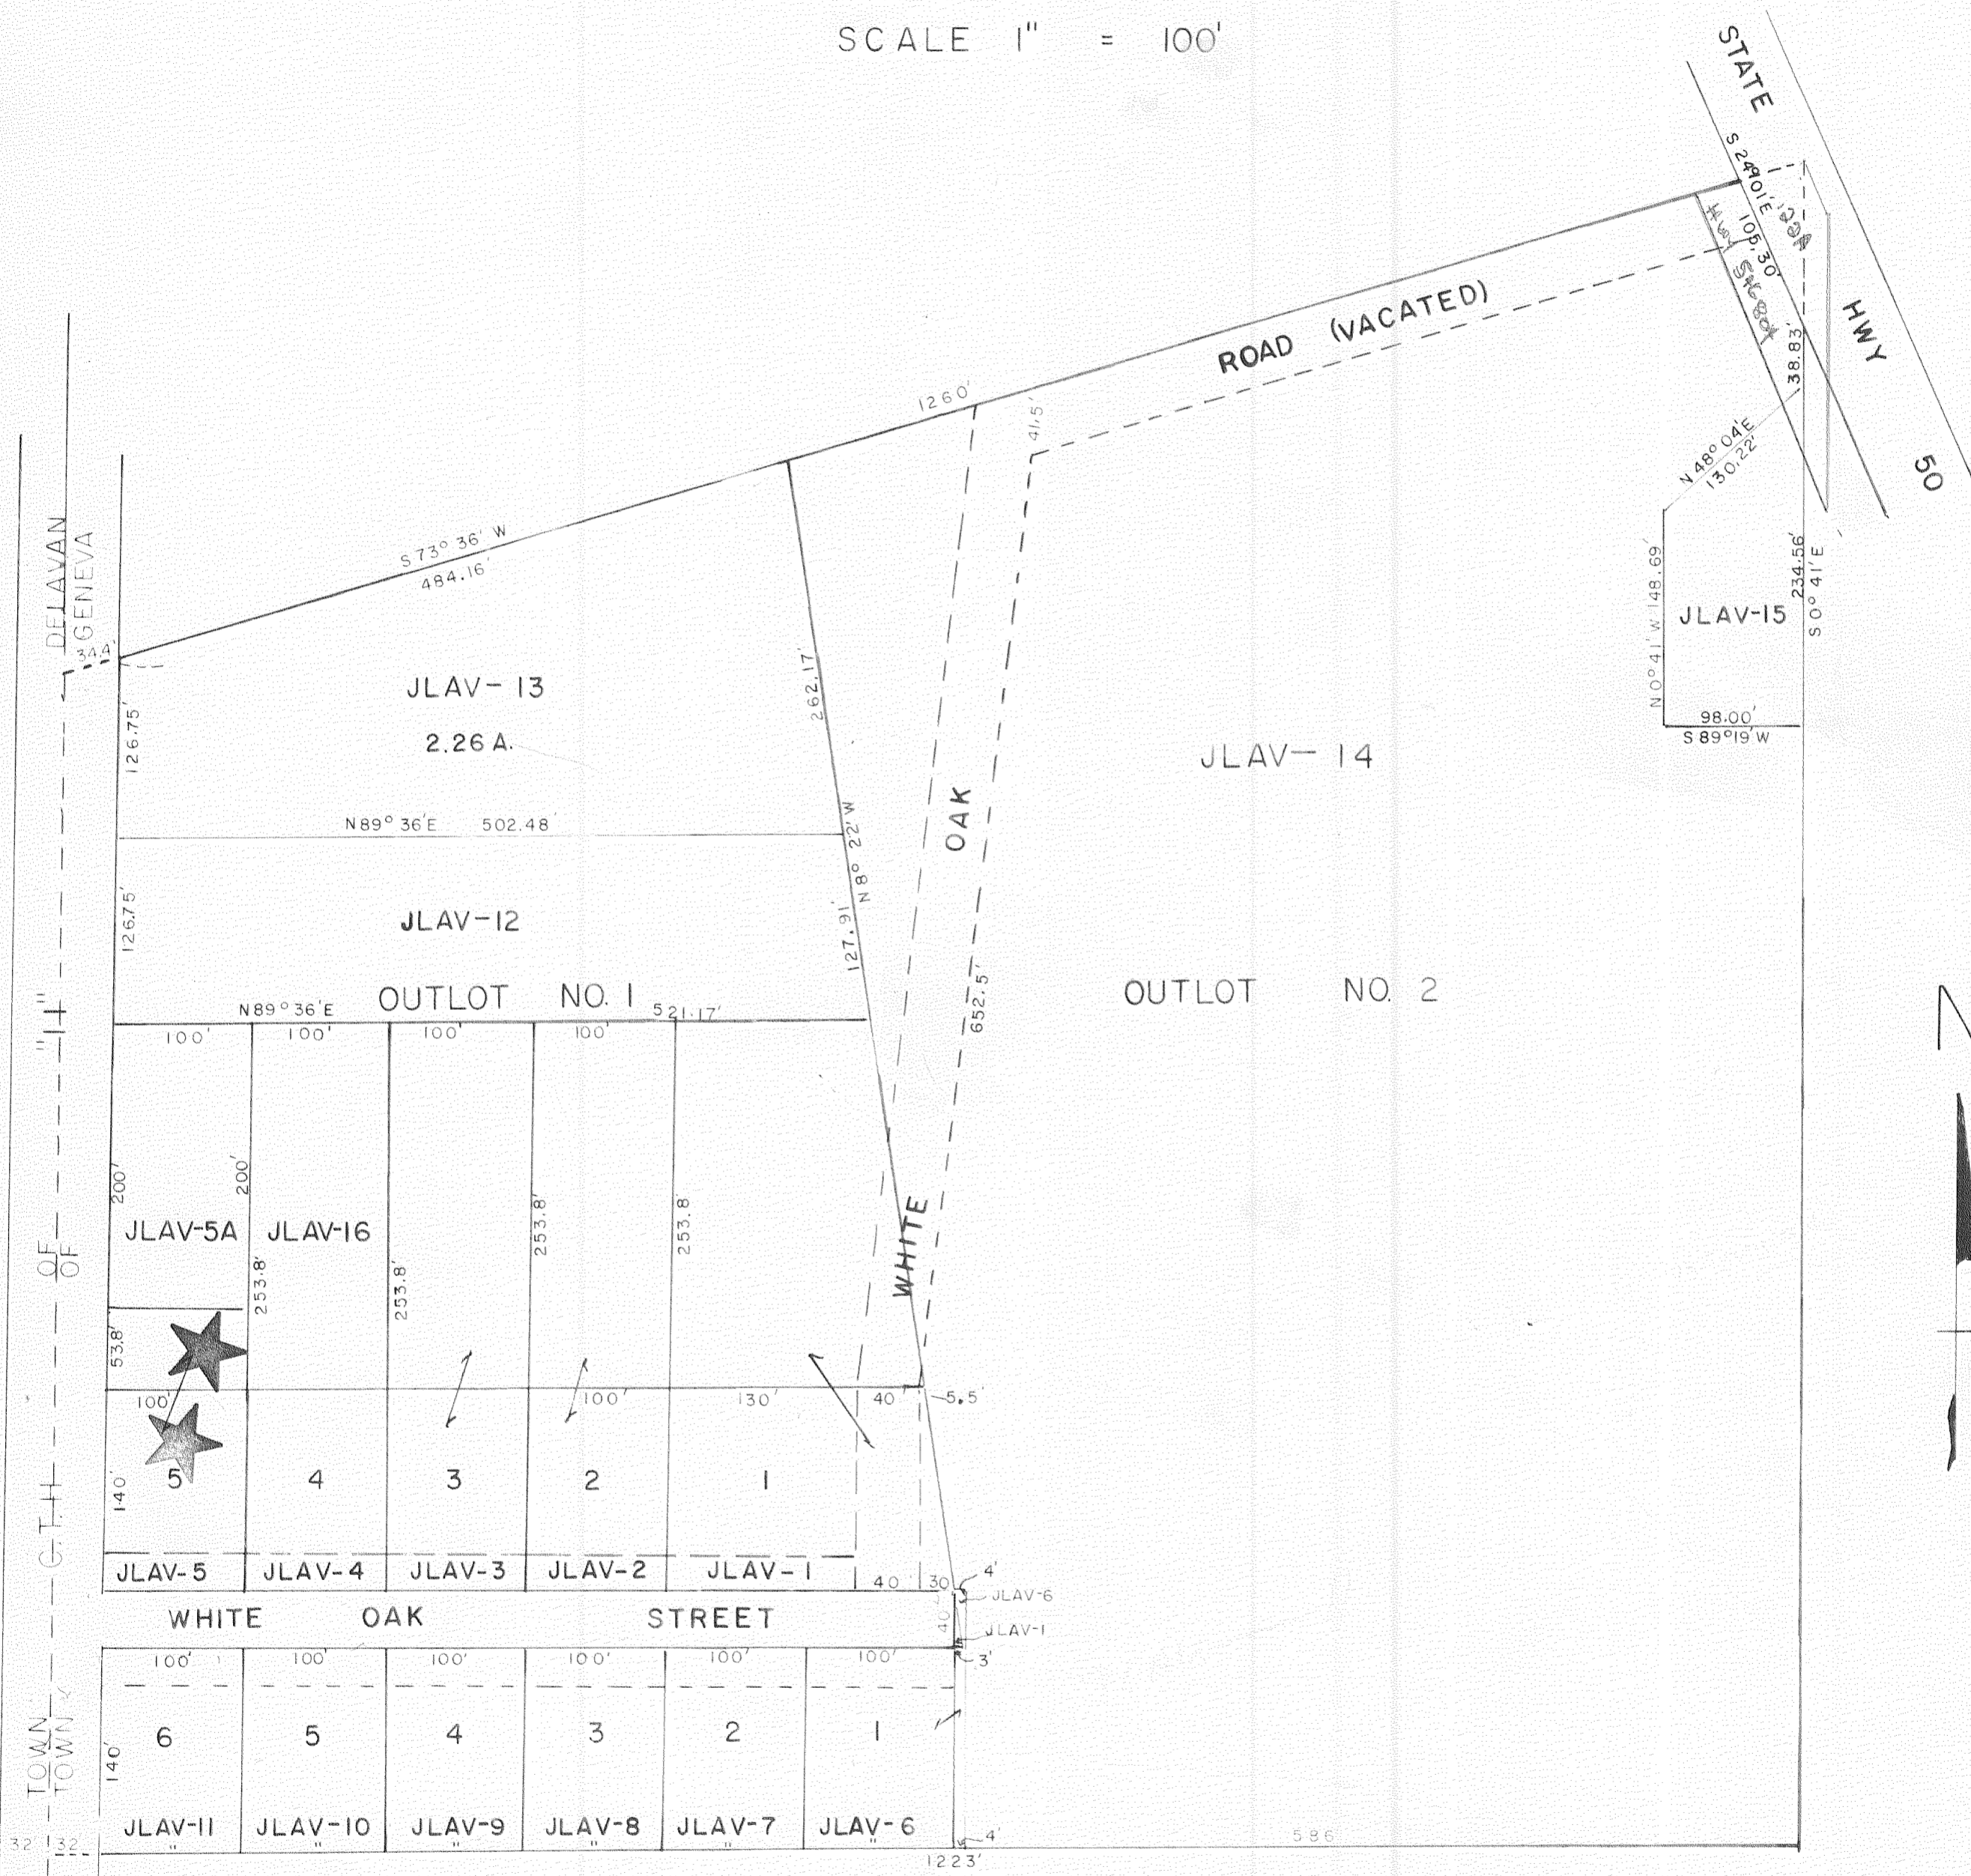 SCALE 1" = 100'
STATE
HWY
50
S 24°01'E
105.30'
122A
HWY 546801
38.83'
ROAD (VACATED)
1260'
41.5'
N 48° 04'E
130.22'
S 73° 36' W
484.16'
DELAVAN
GENEVA
34.4'
126.75'
JLAV-13
2.26 A.
262.17'
N 0° 41' W 148.69'
JLAV-15
234.56'
S 0° 41' E
98.00'
S 89° 19' W
JLAV-14
OAK
N 89° 36'E 502.48'
N 8° 22' W
127.91'
126.75'
JLAV-12
652.5'
OUTLOT NO. 1
N 89° 36'E
521.17'
OUTLOT NO. 2
N
"H"
100'
100'
100'
100'
200'
200'
253.8'
253.8'
JLAV-5A
JLAV-16
253.8'
253.8'
WHITE
OF
OF
53.8'
100'
100'
130'
40'
5.5'
140'
5
4
3
2
1
C.T.H
JLAV-5
JLAV-4
JLAV-3
JLAV-2
JLAV-1
40'
30'
4'
JLAV-6
WHITE OAK STREET
40'
JLAV-1
3'
100'
100'
100'
100'
100'
100'
TOWN
TOWN
140'
6
5
4
3
2
1
JLAV-11
JLAV-10
JLAV-9
JLAV-8
JLAV-7
JLAV-6
32
32
4'
586
1223'